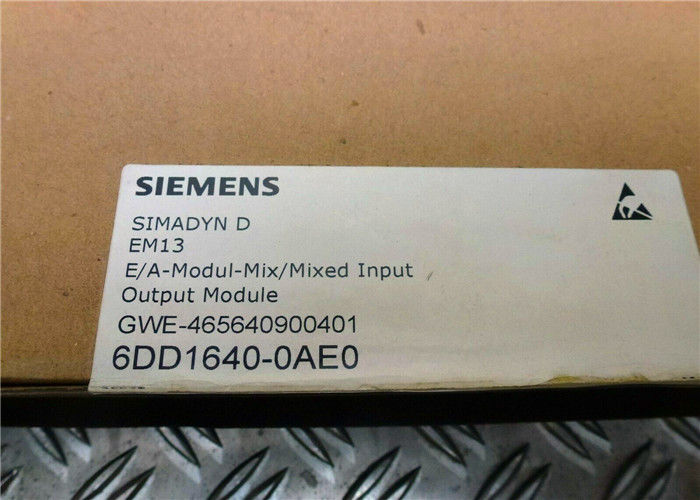 SIEMENS
SIMADYN D
EM13
E/A-Modul-Mix/Mixed Input
Output Module
GWE-465640900401
6DD1640-0AE0